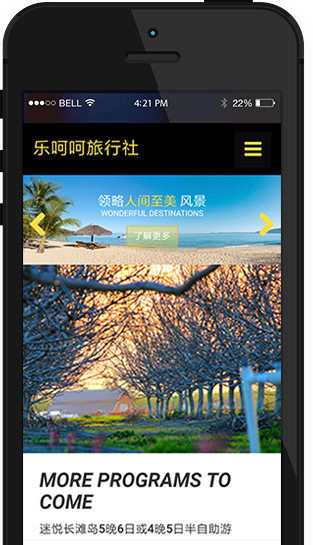 ●●●○○ BELL 4:21 PM 22%
乐呵呵旅行社
领略人间至美 风景
WONDERFUL DESTINATIONS
了解更多
MORE PROGRAMS TO
COME
迷悦长滩岛5晚6日或4晚5日半自助游